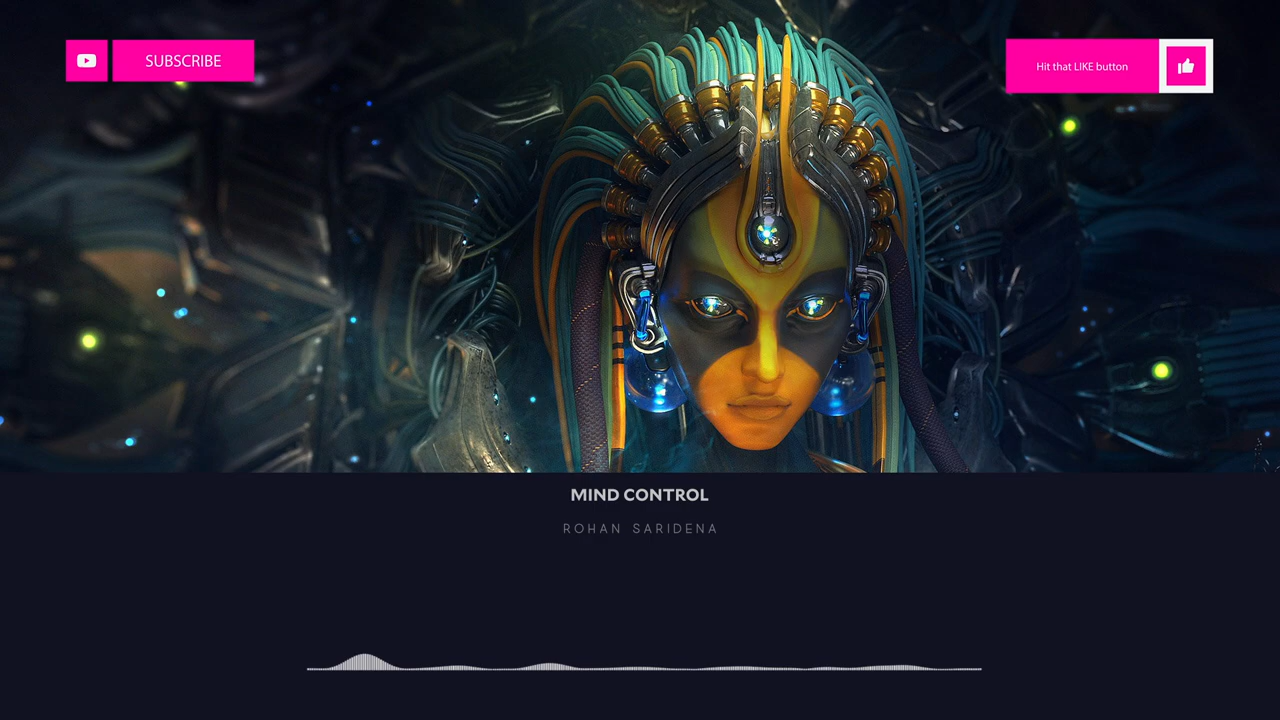 SUBSCRIBE
Hit that LIKE button
MIND CONTROL
ROHAN SARIDENA